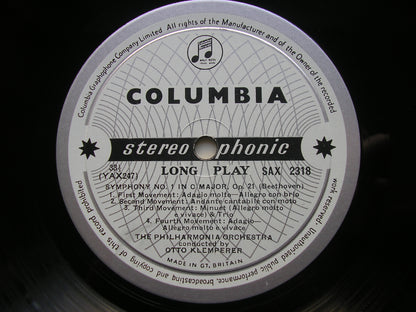 Columbia Graphophone Company Limited . All rights of the Manufacturer and of the Owner of the recorded
work reserved. Unauthorised public performance, broadcasting and copying of this record prohibited
COLUMBIA
stereo phonic
33⅓
(YAX247)
LONG PLAY SAX 2318
SYMPHONY NO. 1 IN C MAJOR, Op. 21 (Beethoven)
1. First Movement: Adagio molto - Allegro con brio
2. Second Movement: Andante cantabile con moto
3. Third Movement: Minuet (Allegro molto
e vivace) & Trio
4. Fourth Movement: Adagio -
Allegro molto e vivace
THE PHILHARMONIA ORCHESTRA
conducted by
OTTO KLEMPERER
MADE IN GT. BRITAIN